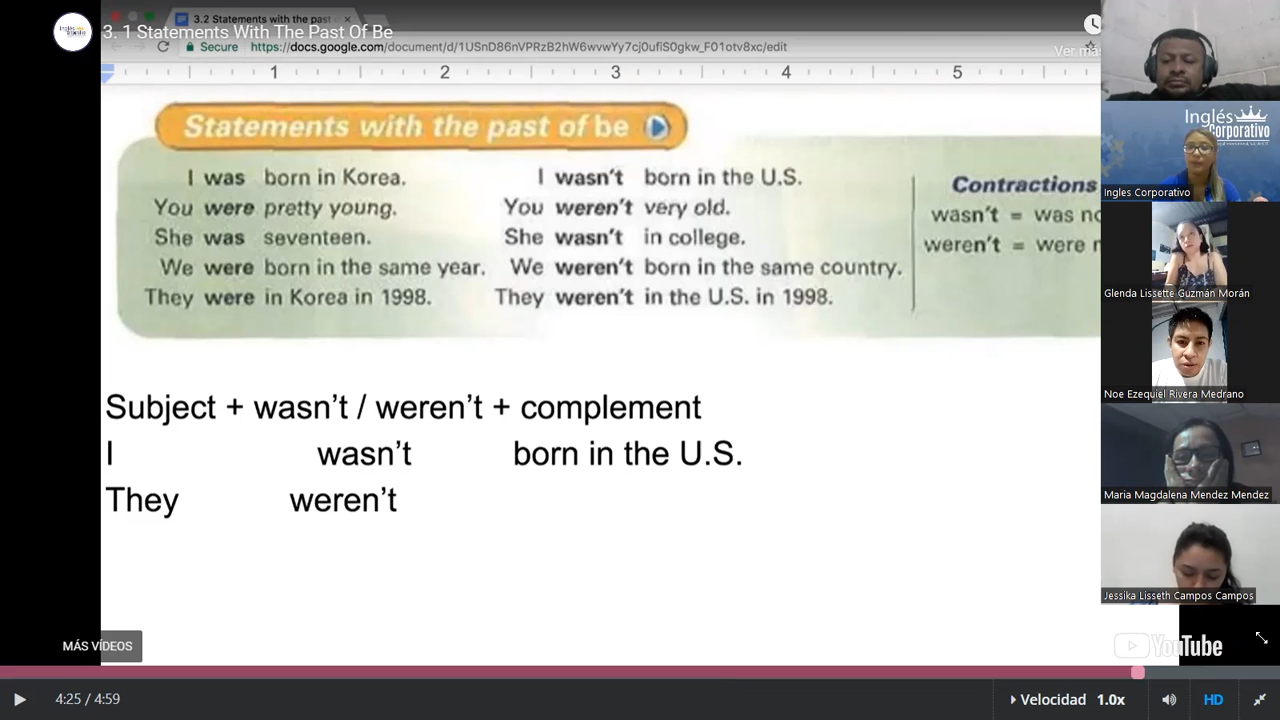 3.2 Statements with the past
3. 1 Statements With The Past Of Be
Secure https://docs.google.com/document/d/1USnD86nVPRzB2hW6wvwYy7cj0ufiS0gkw_F01otv8xc/edit
Ver más
1 2 3 4 5
Statements with the past of be
I was born in Korea.
You were pretty young.
She was seventeen.
We were born in the same year.
They were in Korea in 1998.
I wasn't born in the U.S.
You weren't very old.
She wasn't in college.
We weren't born in the same country.
They weren't in the U.S. in 1998.
Contractions
wasn't = was no
weren't = were n
Subject + wasn't / weren't + complement
I wasn't born in the U.S.
They weren't
MÁS VÍDEOS
YouTube
4:25 / 4:59
Velocidad 1.0x
HD
Inglés
Corporativo
Ingles Corporativo
Glenda Lissette Guzmán Morán
Noe Ezequiel Rivera Medrano
Maria Magdalena Mendez Mendez
Jessika Lisseth Campos Campos